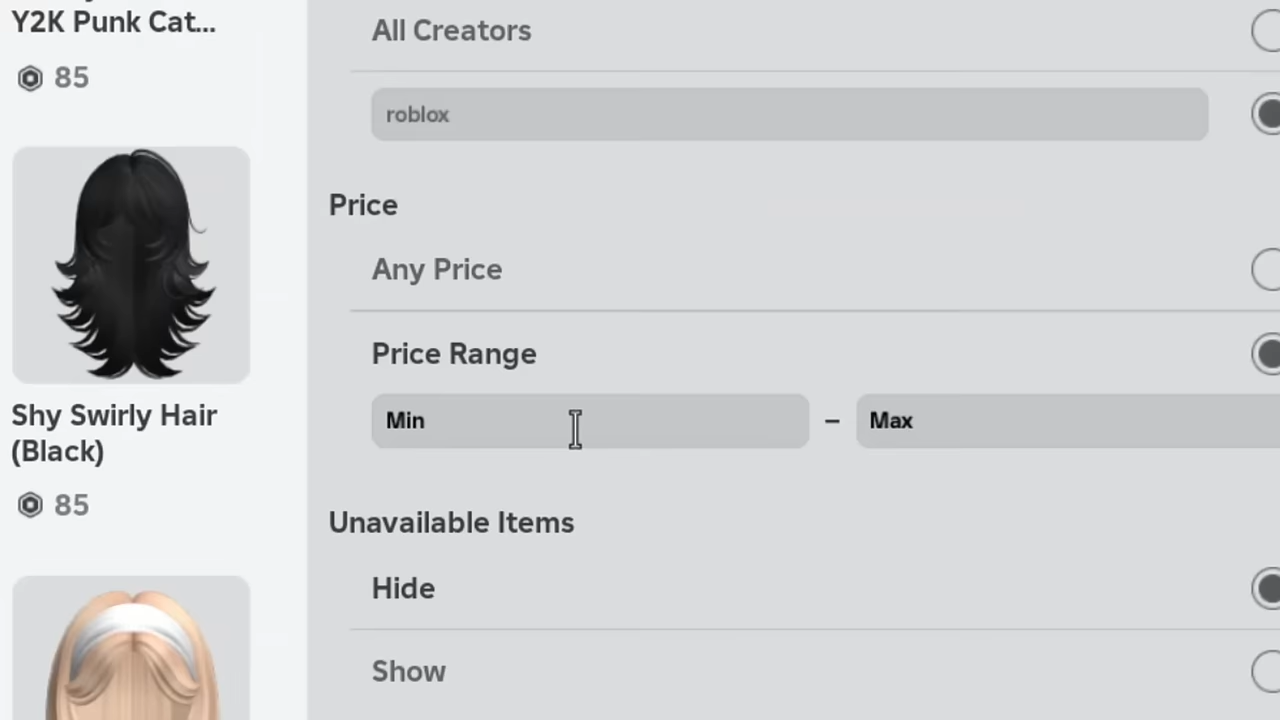 Y2K Punk Cat...
85
Shy Swirly Hair
(Black)
85
All Creators
roblox
Price
Any Price
Price Range
Min – Max
Unavailable Items
Hide
Show